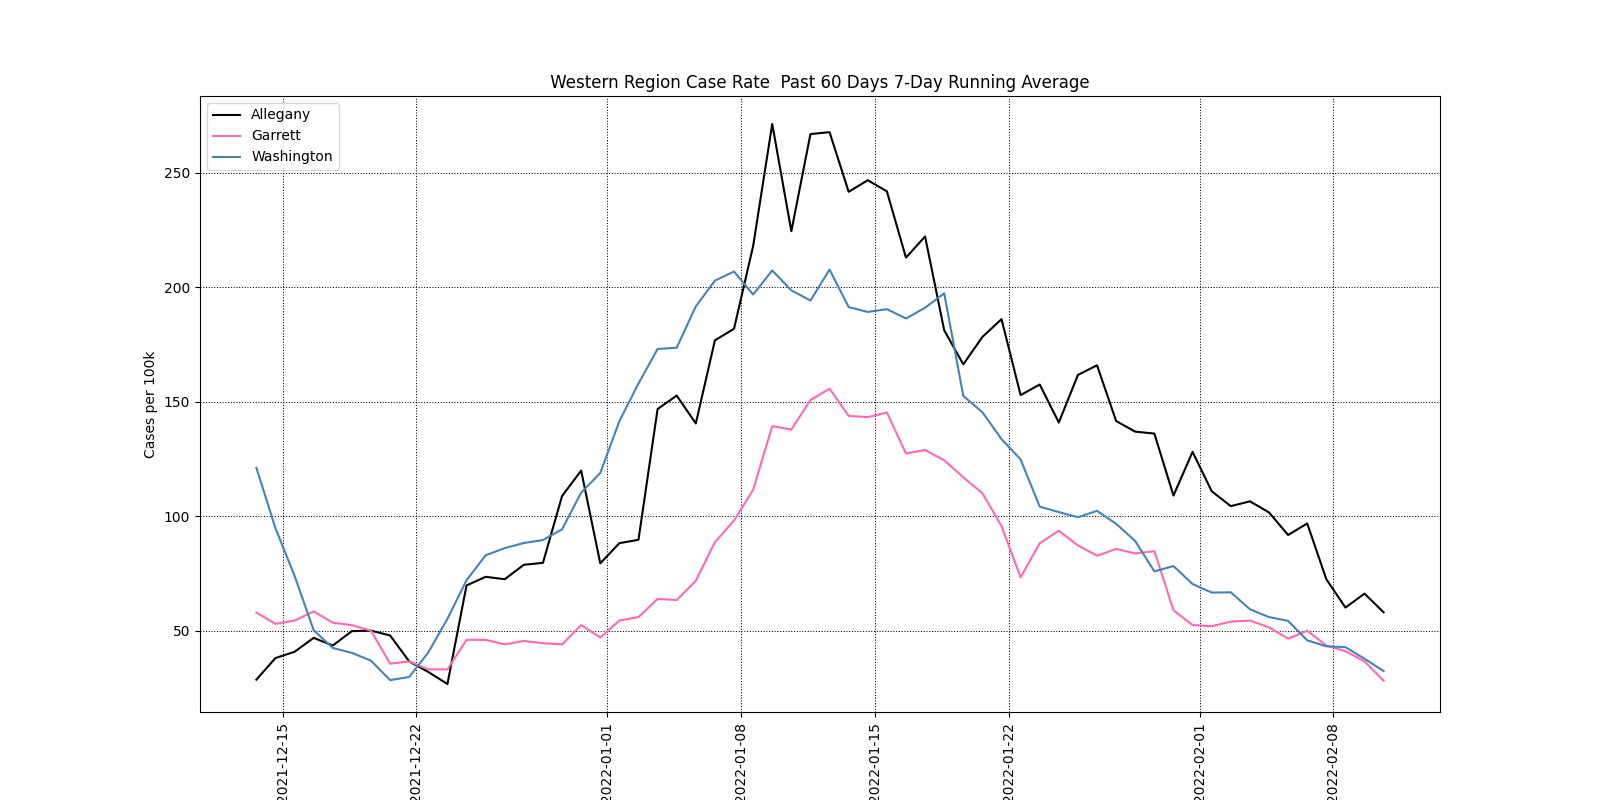 Western Region Case Rate  Past 60 Days 7-Day Running Average
Allegany
Garrett
Washington
Cases per 100k
250
200
150
100
50
2021-12-15
2021-12-22
2022-01-01
2022-01-08
2022-01-15
2022-01-22
2022-02-01
2022-02-08